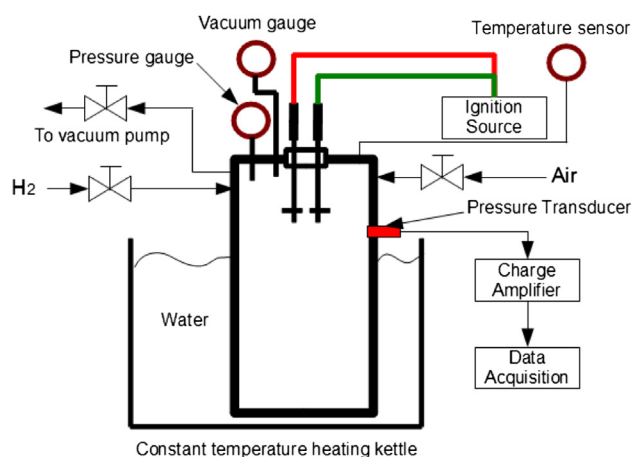 Vacuum gauge
Temperature sensor
Pressure gauge
Ignition
Source
To vacuum pump
H2
Air
Pressure Transducer
Charge
Amplifier
Water
Data
Acquisition
Constant temperature heating kettle